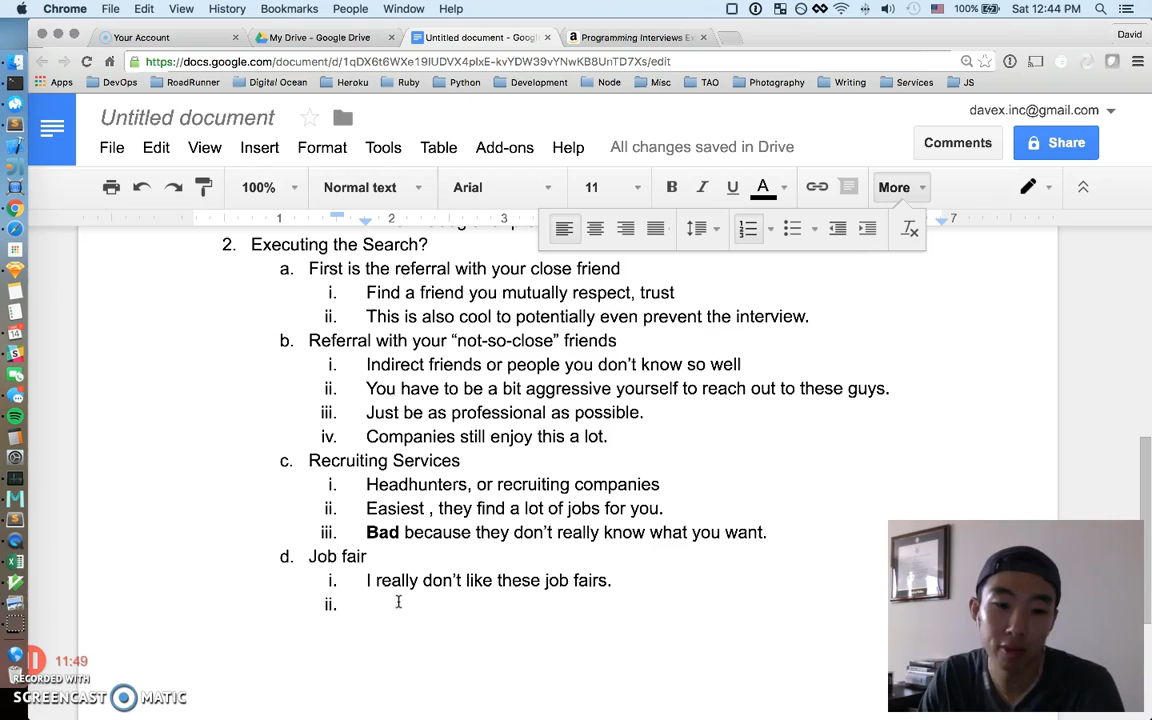 Chrome File Edit View History Bookmarks People Window Help 100% Sat 12:44 PM
Your Account My Drive - Google Drive Untitled document - Goog Programming Interviews Ex David
https://docs.google.com/document/d/1qDX6t6WXe19IUDVX4pIxE-kvYDW39vYNwKB8UnTD7Xs/edit
Apps DevOps RoadRunner Digital Ocean Heroku Ruby Python Development Node Misc TAO Photography Writing Services JS
Untitled document davex.inc@gmail.com
File Edit View Insert Format Tools Table Add-ons Help All changes saved in Drive Comments Share
100% Normal text Arial 11 B I U A More
1 2 3 7
2. Executing the Search?
a. First is the referral with your close friend
i. Find a friend you mutually respect, trust
ii. This is also cool to potentially even prevent the interview.
b. Referral with your “not-so-close” friends
i. Indirect friends or people you don’t know so well
ii. You have to be a bit aggressive yourself to reach out to these guys.
iii. Just be as professional as possible.
iv. Companies still enjoy this a lot.
c. Recruiting Services
i. Headhunters, or recruiting companies
ii. Easiest , they find a lot of jobs for you.
iii. Bad because they don’t really know what you want.
d. Job fair
i. I really don’t like these job fairs.
ii.
11:49
RECORDED WITH
SCREENCAST MATIC